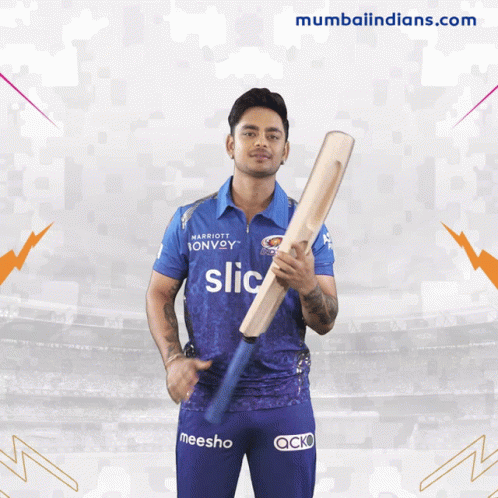 mumbaiindians.com
MARRIOTT
BONVOY
slic
meesho
acko